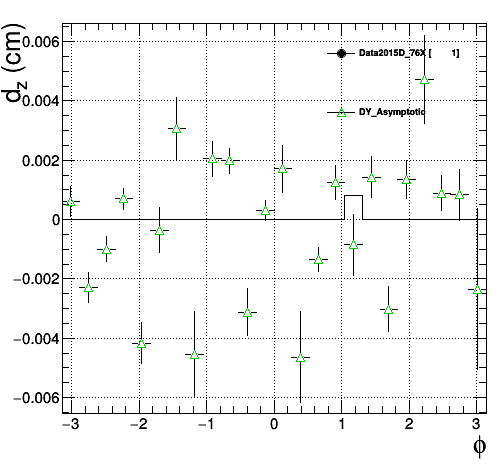 d_z (cm)
0.006
0.004
0.002
0
−0.002
−0.004
−0.006
Data2015D_76X [ 1]
DY_Asymptotic
−3 −2 −1 0 1 2 3
ϕ